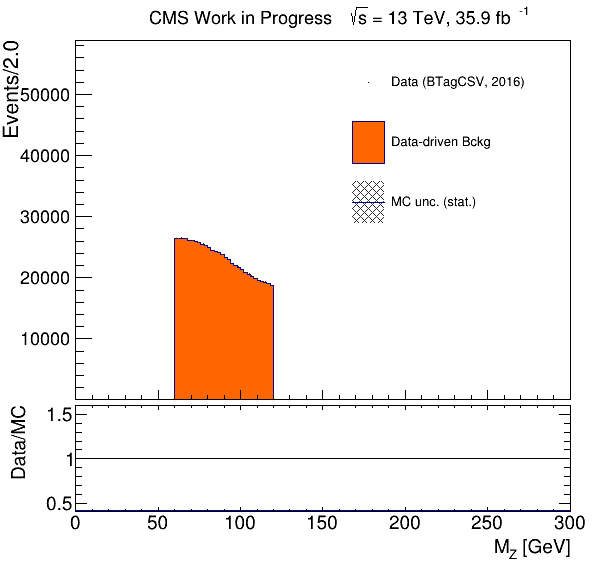 CMS Work in Progress √s = 13 TeV, 35.9 fb⁻¹
Events/2.0
50000
40000
30000
20000
10000
Data (BTagCSV, 2016)
Data-driven Bckg
MC unc. (stat.)
Data/MC
1.5
1
0.5
0 50 100 150 200 250 300
M_Z [GeV]